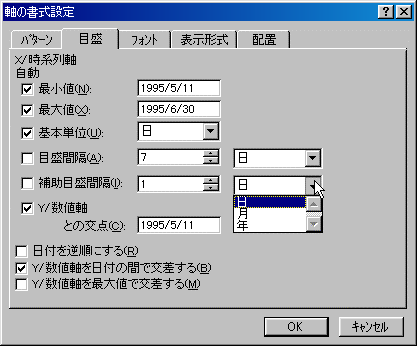 軸の書式設定
パターン 目盛 フォント 表示形式 配置
X/時系列軸
自動
最小値(N): 1995/5/11
最大値(X): 1995/6/30
基本単位(U): 日
目盛間隔(A): 7 日
補助目盛間隔(I): 1 日
日
月
年
Y/数値軸
との交点(C): 1995/5/11
日付を逆順にする(R)
Y/数値軸を日付の間で交差する(B)
Y/数値軸を最大値で交差する(M)
OK キャンセル